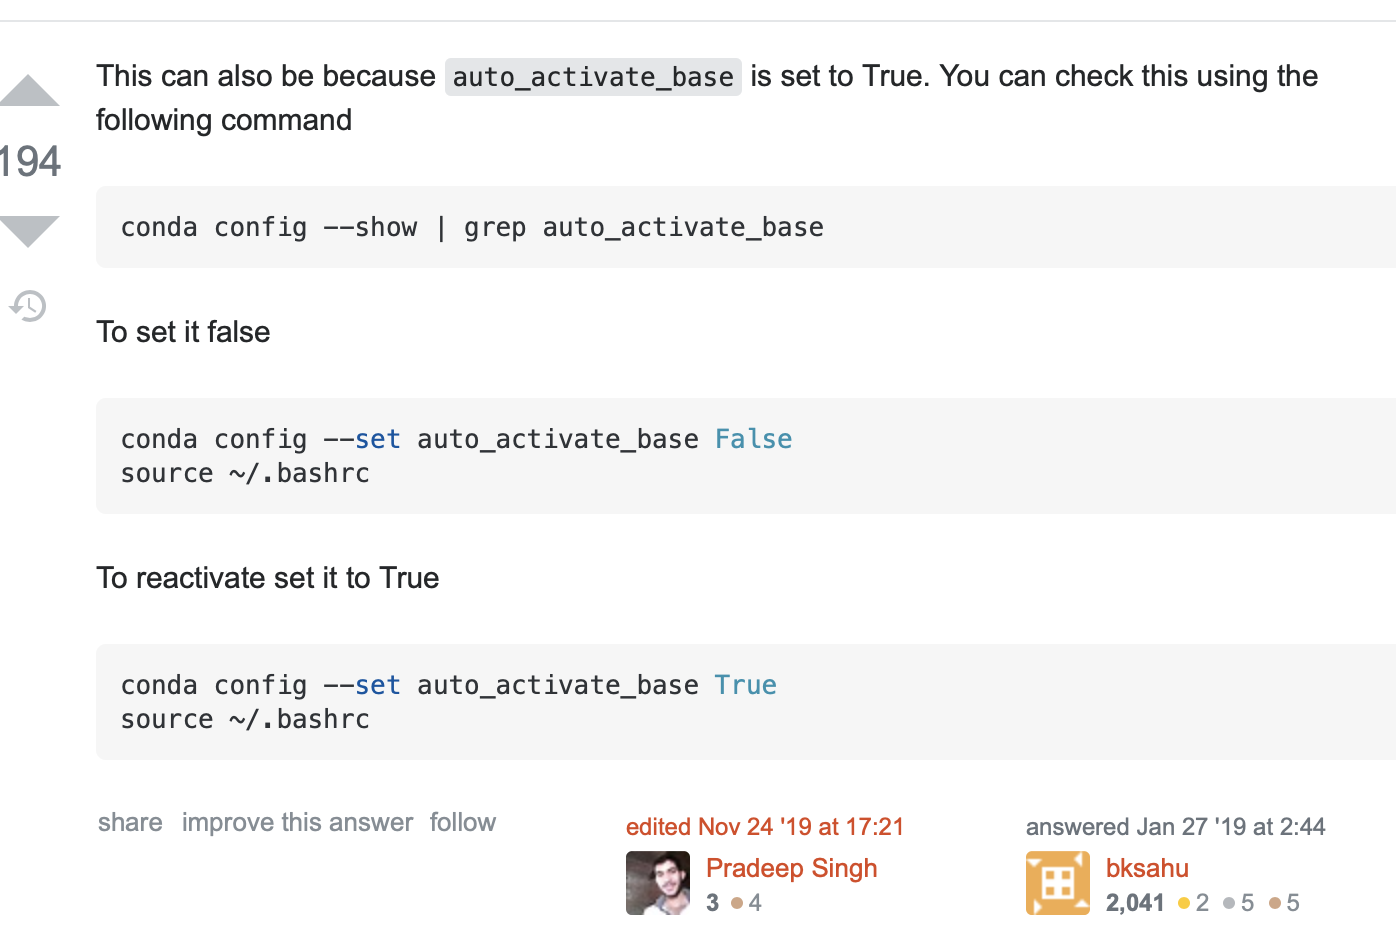 This can also be because auto_activate_base is set to True. You can check this using the
following command
194
conda config --show | grep auto_activate_base
To set it false
conda config --set auto_activate_base False
source ~/.bashrc
To reactivate set it to True
conda config --set auto_activate_base True
source ~/.bashrc
share improve this answer follow
edited Nov 24 '19 at 17:21
Pradeep Singh
3 ● 4
answered Jan 27 '19 at 2:44
bksahu
2,041 ● 2 ● 5 ● 5